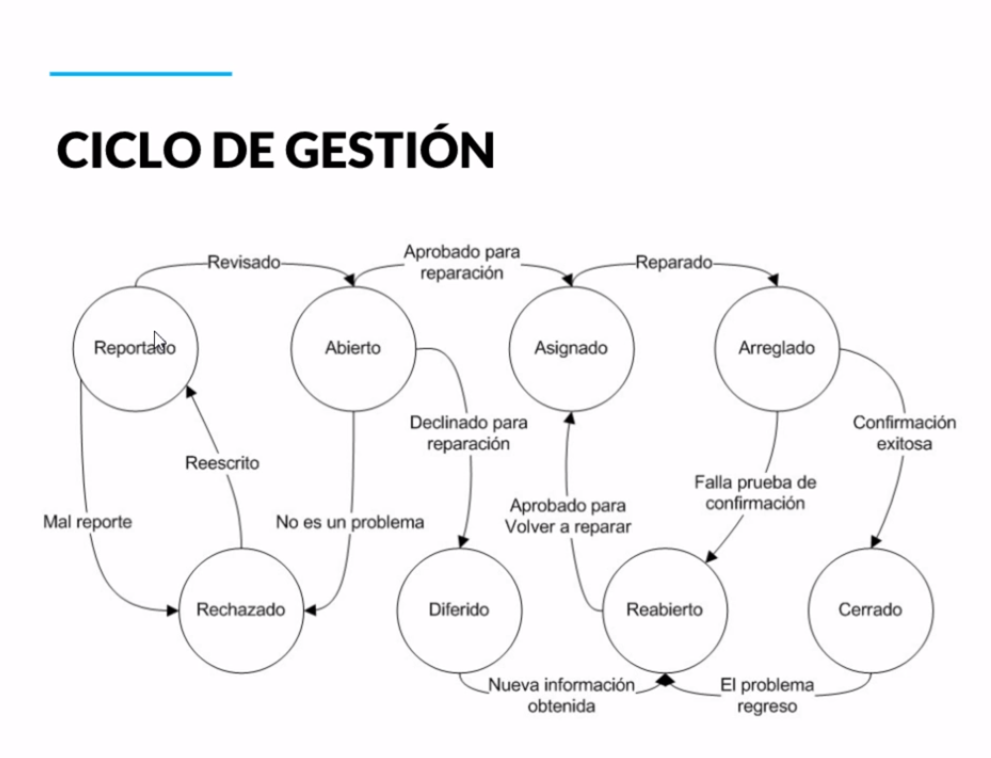 CICLO DE GESTIÓN
Revisado
Aprobado para
reparación
Reparado
Reportado
Abierto
Asignado
Arreglado
Declinado para
reparación
Confirmación
exitosa
Reescrito
Falla prueba de
confirmación
Mal reporte
No es un problema
Aprobado para
Volver a reparar
Rechazado
Diferido
Reabierto
Cerrado
Nueva información
obtenida
El problema
regreso